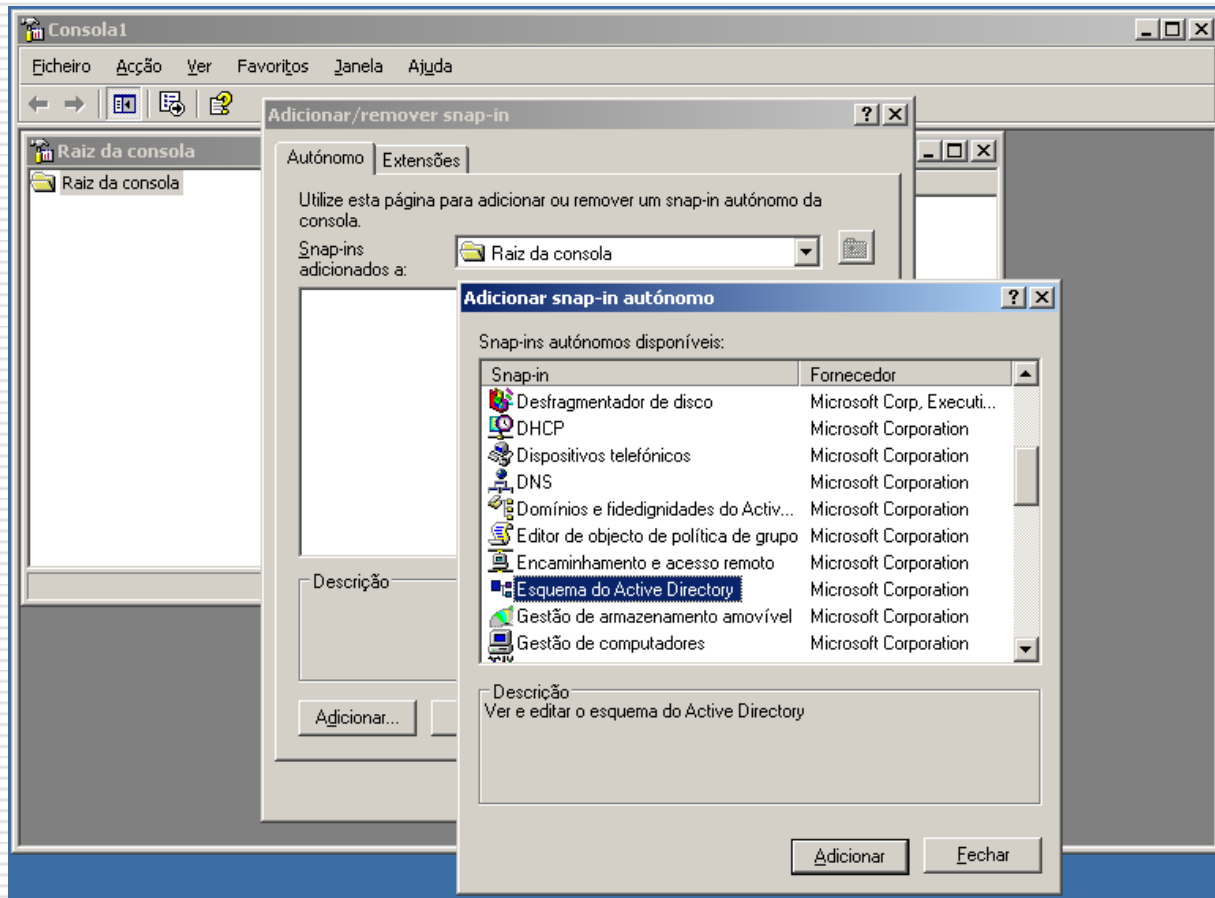 Consola1
Ficheiro Acção Ver Favoritos Janela Ajuda
Adicionar/remover snap-in
Raiz da consola
Raiz da consola
Autónomo Extensões
Utilize esta página para adicionar ou remover um snap-in autónomo da
consola.
Snap-ins
adicionados a:
Raiz da consola
Descrição
Adicionar...
Adicionar snap-in autónomo
Snap-ins autónomos disponíveis:
Snap-in Fornecedor
Desfragmentador de disco Microsoft Corp, Executi...
DHCP Microsoft Corporation
Dispositivos telefónicos Microsoft Corporation
DNS Microsoft Corporation
Domínios e fidedignidades do Activ... Microsoft Corporation
Editor de objecto de política de grupo Microsoft Corporation
Encaminhamento e acesso remoto Microsoft Corporation
Esquema do Active Directory Microsoft Corporation
Gestão de armazenamento amovível Microsoft Corporation
Gestão de computadores Microsoft Corporation
Descrição
Ver e editar o esquema do Active Directory
Adicionar Fechar